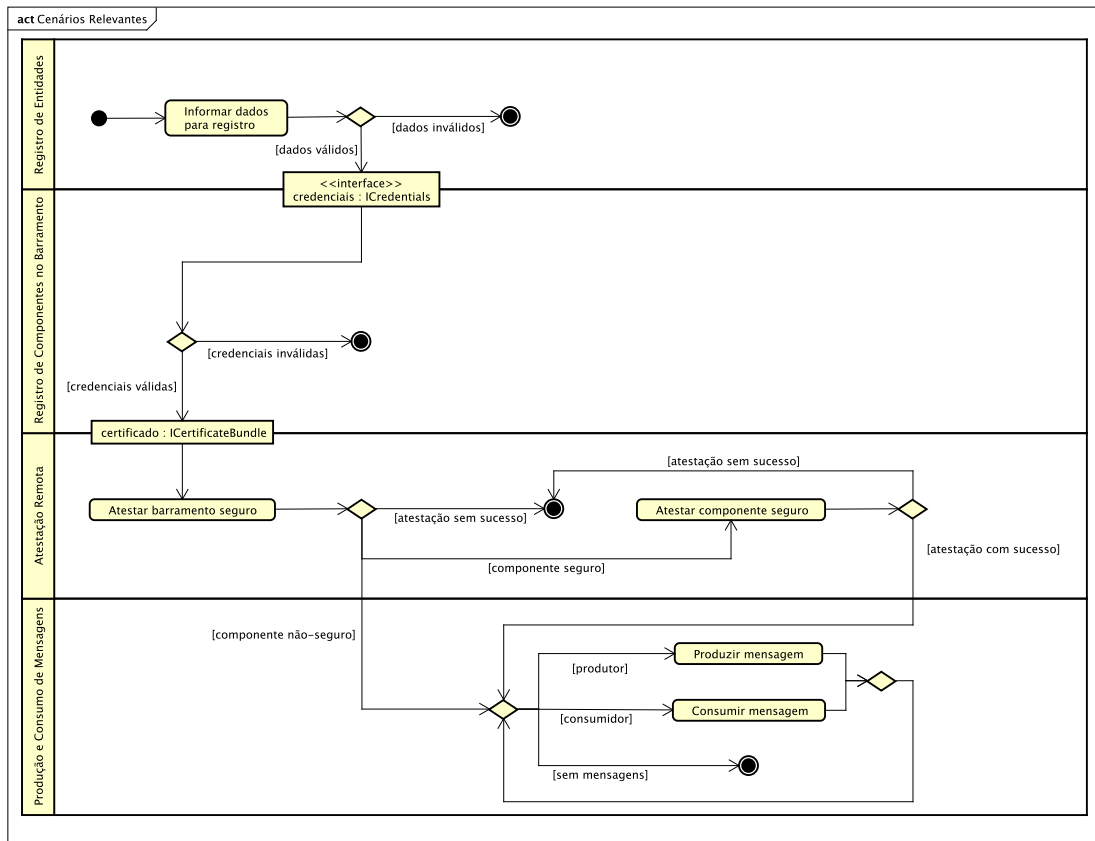 act Cenários Relevantes
Registro de Entidades
Informar dados
para registro
[dados inválidos]
[dados válidos]
<<interface>>
credenciais : ICredentials
Registro de Componentes no Barramento
[credenciais inválidas]
[credenciais válidas]
certificado : ICertificateBundle
Atestação Remota
[atestação sem sucesso]
Atestar barramento seguro
[atestação sem sucesso]
Atestar componente seguro
[atestação com sucesso]
[componente seguro]
Produção e Consumo de Mensagens
[componente não-seguro]
Produzir mensagem
[produtor]
Consumir mensagem
[consumidor]
[sem mensagens]